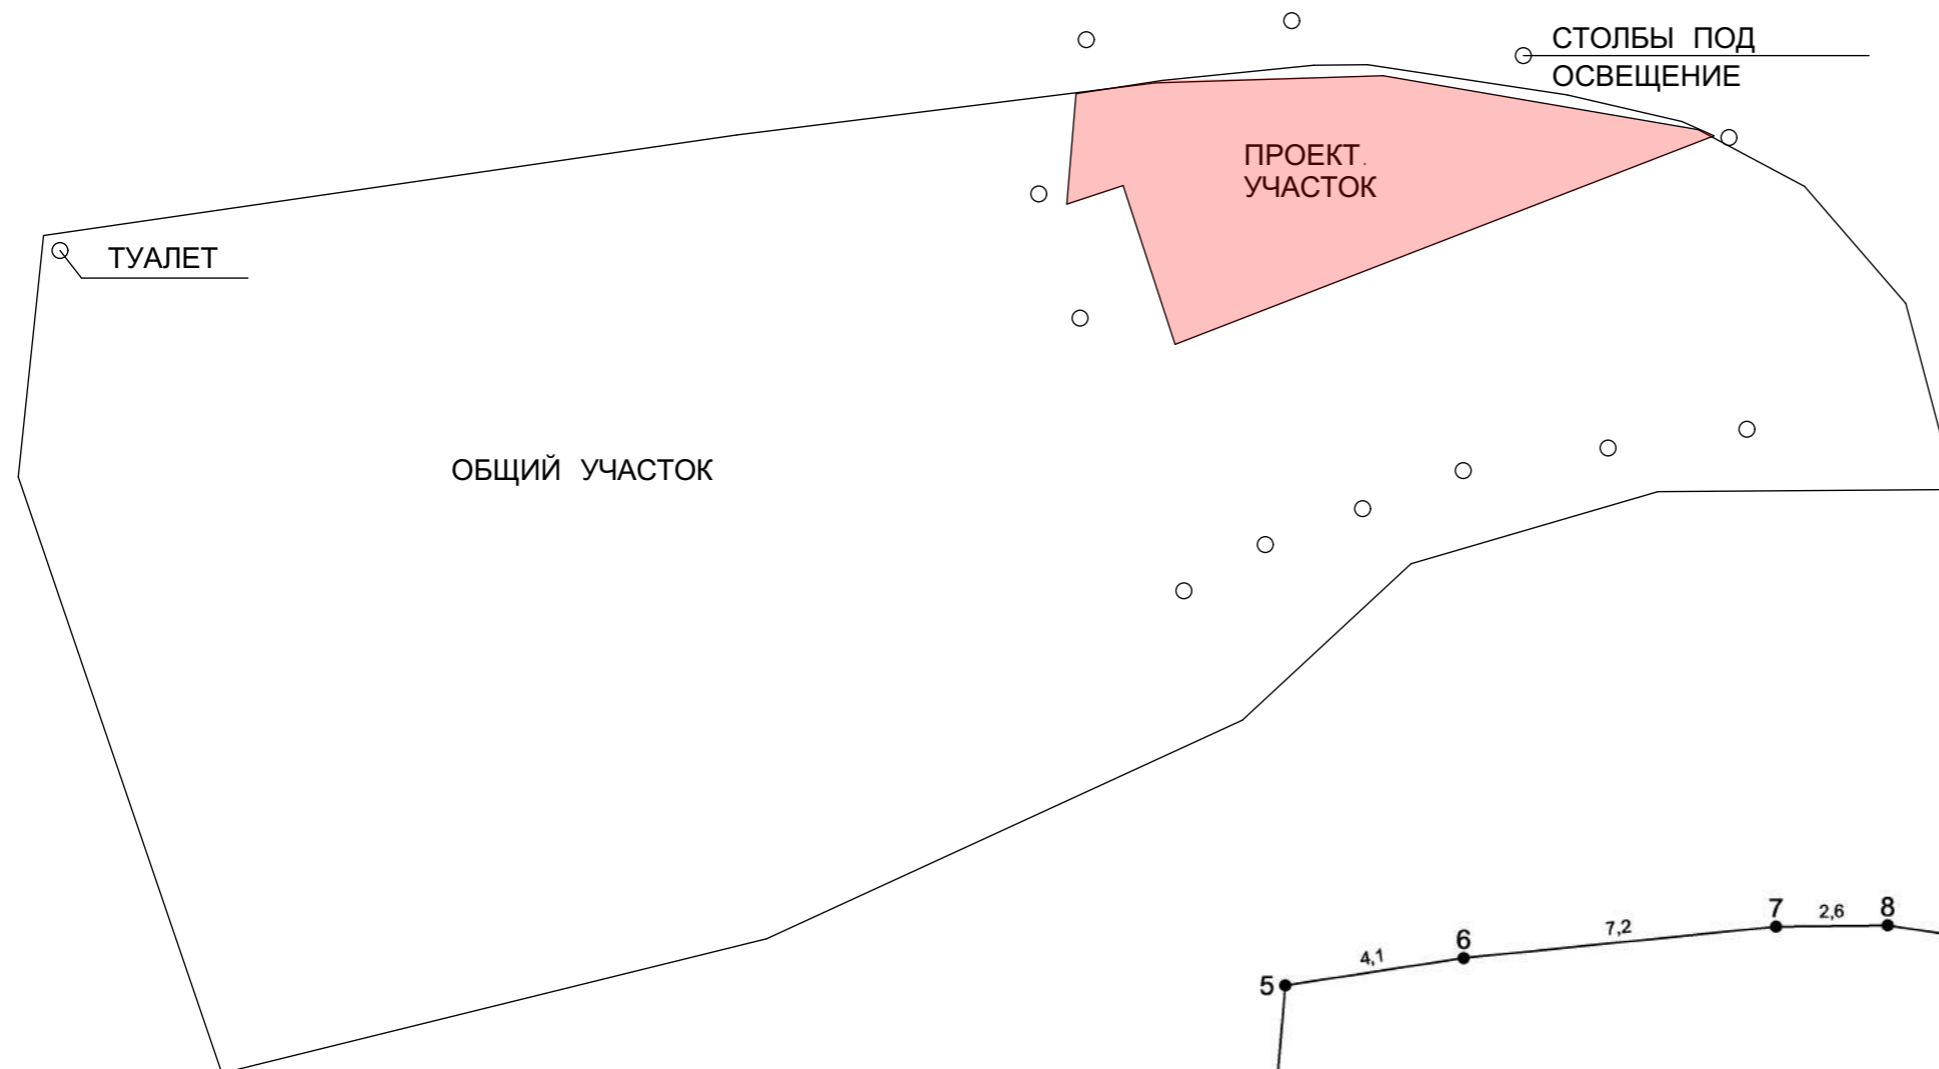 СТОЛБЫ ПОД
ОСВЕЩЕНИЕ
ПРОЕКТ.
УЧАСТОК
ТУАЛЕТ
ОБЩИЙ УЧАСТОК
5
4,1
6
7,2
7
2,6
8